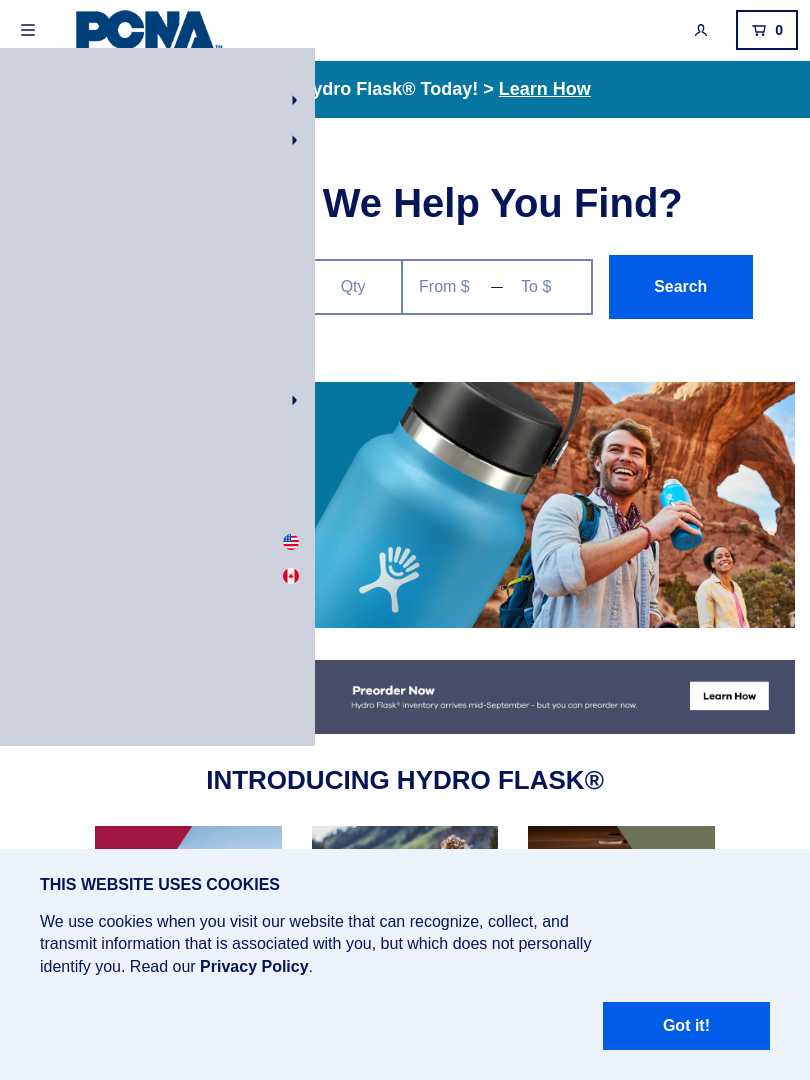 PCNA™
0
ydro Flask® Today! > Learn How
We Help You Find?
Qty
From $ — To $
Search
Preorder Now
Hydro Flask® inventory arrives mid-September - but you can preorder now.
Learn How
INTRODUCING HYDRO FLASK®
THIS WEBSITE USES COOKIES
We use cookies when you visit our website that can recognize, collect, and
transmit information that is associated with you, but which does not personally
identify you. Read our Privacy Policy.
Got it!